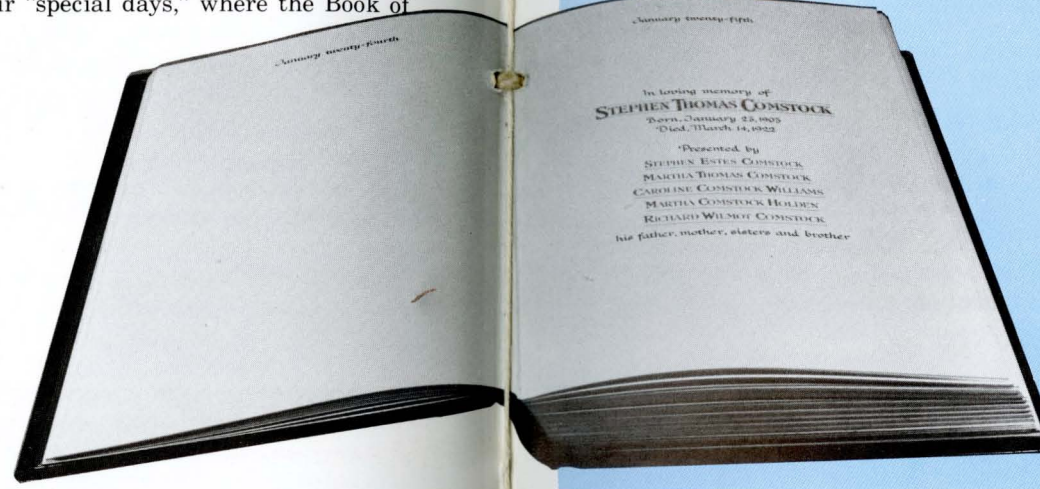 ir "special days," where the Book of
January twenty-fourth
January twenty-fifth
In loving memory of
STEPHEN THOMAS COMSTOCK
Born, January 25, 1905
Died, March 14, 1922
Presented by
STEPHEN ESTES COMSTOCK
MARTHA THOMAS COMSTOCK
CAROLINE COMSTOCK WILLIAMS
MARTHA COMSTOCK HOLDEN
RICHARD WILMOT COMSTOCK
his father, mother, sisters and brother